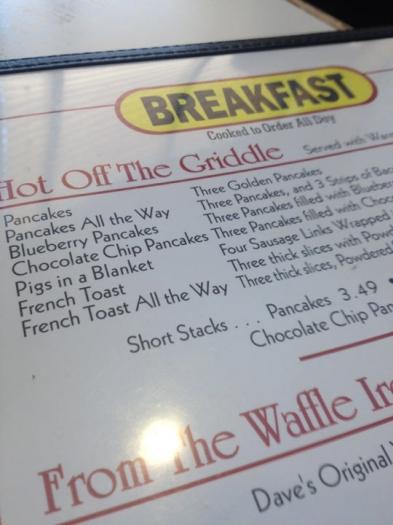 BREAKFAST
Cooked to Order All Day
Hot Off The Griddle Served with
Pancakes Three Golden Pancakes
Pancakes All the Way Three Pancakes, and 3 Strips of
Blueberry Pancakes Three Pancakes filled with
Chocolate Chip Pancakes Three Pancakes filled with
Pigs in a Blanket Four Sausage Links Wrapped
French Toast Three thick slices with
French Toast All the Way Three thick slices, Powdered
Short Stacks . . . Pancakes 3.49
Chocolate Chip
From The Waffle
Dave's Original